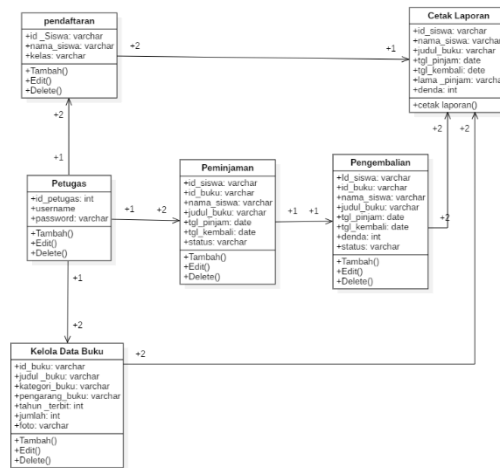 pendaftaran
+id _Siswa: varchar
+nama_siswa: varchar
+kelas: varchar
+Tambah()
+Edit()
+Delete()
+2
+1
Cetak Laporan
+id_siswa: varchar
+nama_siswa: varchar
+judul_buku: varchar
+tgl_pinjam: date
+tgl_kembali: dete
+lama _pinjam: varchar
+denda: int
+cetak laporan()
+2
+2
+2
+1
Petugas
+id_petugas: int
+username
+password: varchar
+Tambah()
+Edit()
+Delete()
+1
+2
Peminjaman
+id_siswa: varchar
+id_buku: varchar
+nama_siswa: varchar
+judul_buku: varchar
+tgl_pinjam: date
+tgl_kembali: date
+status: varchar
+Tambah()
+Edit()
+Delete()
+1
+1
Pengembalian
+Id_siswa: varchar
+id_buku: varchar
+nama_siswa: varchar
+judul_buku: varchar
+tgl_pinjam: date
+tgl_kembali: date
+denda: int
+status: varchar
+Tambah()
+Edit()
+Delete()
+2
+1
+2
Kelola Data Buku
+id_buku: varchar
+judul _buku: varchar
+kategori_buku: varchar
+pengarang_buku: varchar
+tahun _terbit: int
+jumlah: int
+foto: varchar
+Tambah()
+Edit()
+Delete()
+2